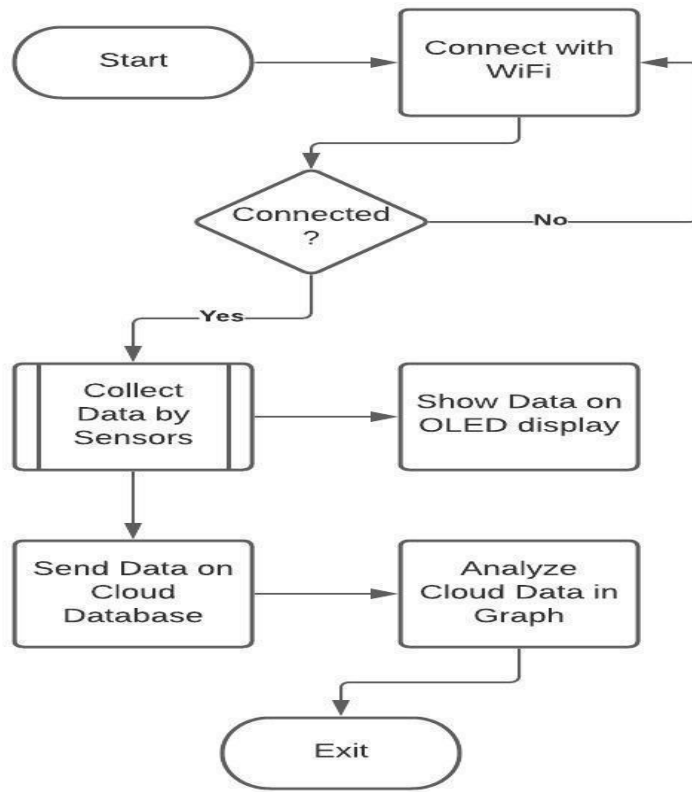 Start
Connect with
WiFi
Connected
?
No
Yes
Collect
Data by
Sensors
Show Data on
OLED display
Send Data on
Cloud
Database
Analyze
Cloud Data in
Graph
Exit